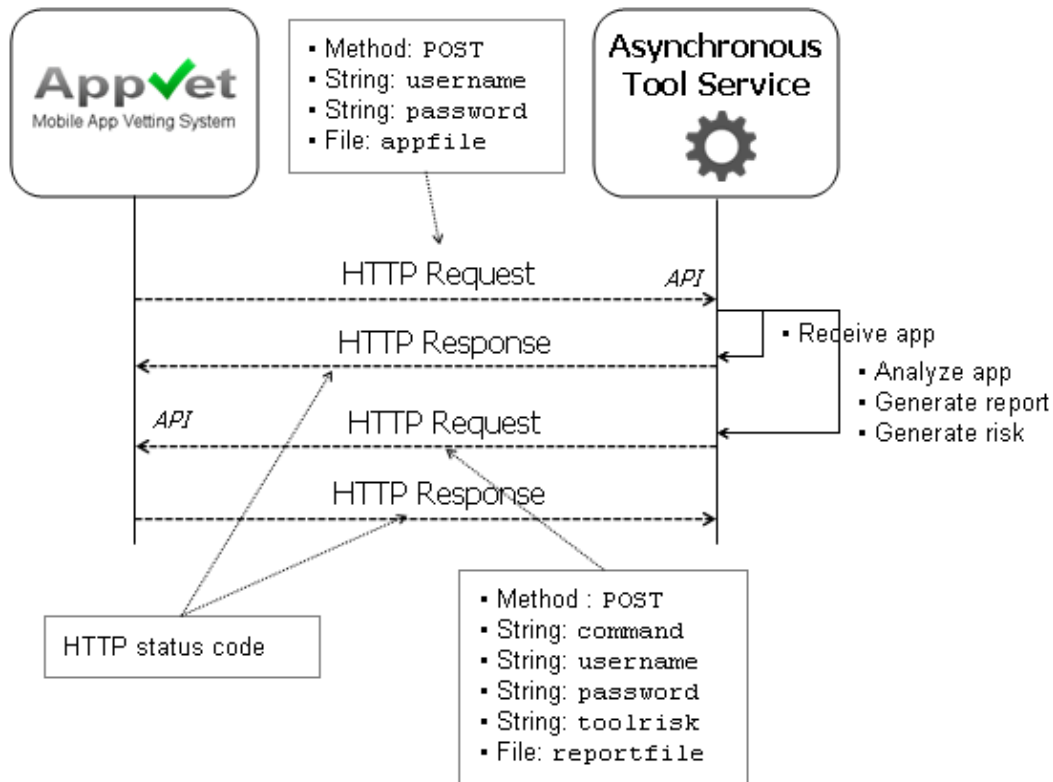 AppVet
Mobile App Vetting System
▪ Method: POST
▪ String: username
▪ String: password
▪ File: appfile
Asynchronous
Tool Service
HTTP Request
API
HTTP Response
▪ Receive app
▪ Analyze app
▪ Generate report
▪ Generate risk
API
HTTP Request
HTTP Response
HTTP status code
▪ Method : POST
▪ String: command
▪ String: username
▪ String: password
▪ String: toolrisk
▪ File: reportfile